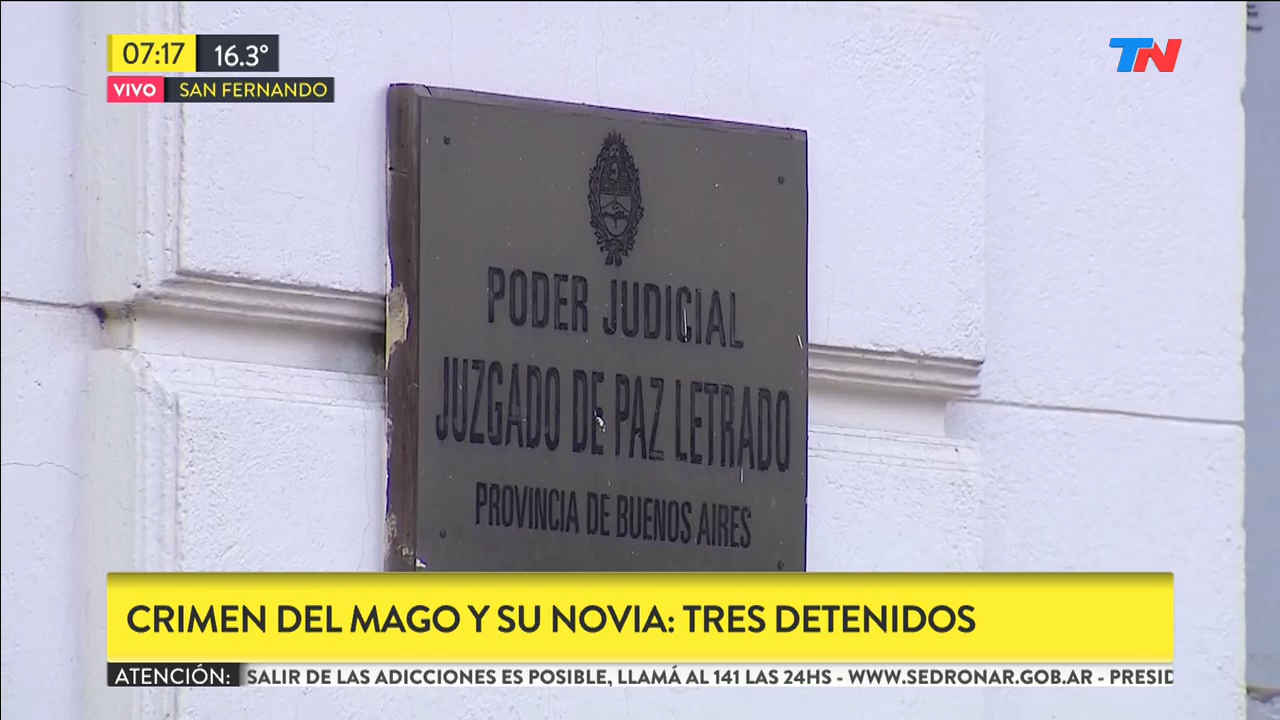 07:17 16.3°
TN
VIVO SAN FERNANDO
PODER JUDICIAL
JUZGADO DE PAZ LETRADO
PROVINCIA DE BUENOS AIRES
CRIMEN DEL MAGO Y SU NOVIA: TRES DETENIDOS
ATENCIÓN: SALIR DE LAS ADICCIONES ES POSIBLE, LLAMÁ AL 141 LAS 24HS - WWW.SEDRONAR.GOB.AR - PRESID